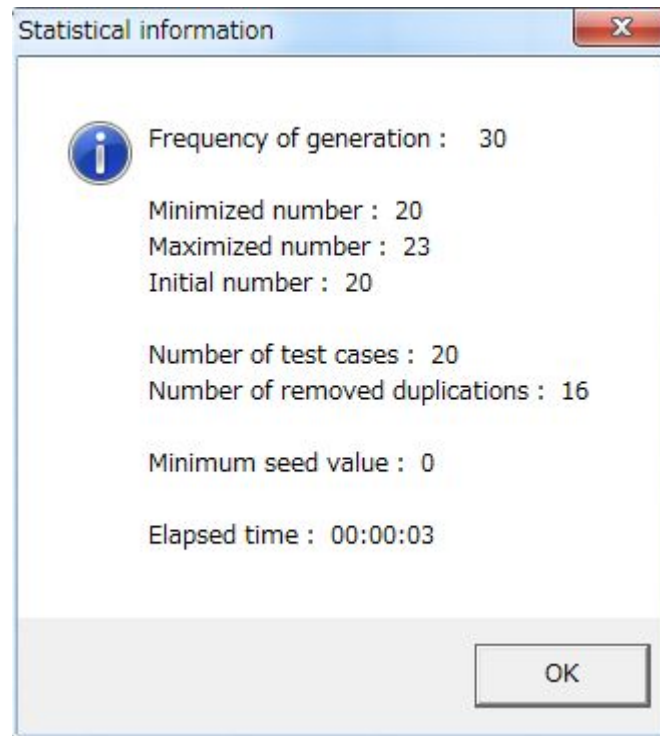 Statistical information
Frequency of generation : 30
Minimized number : 20
Maximized number : 23
Initial number : 20
Number of test cases : 20
Number of removed duplications : 16
Minimum seed value : 0
Elapsed time : 00:00:03
OK